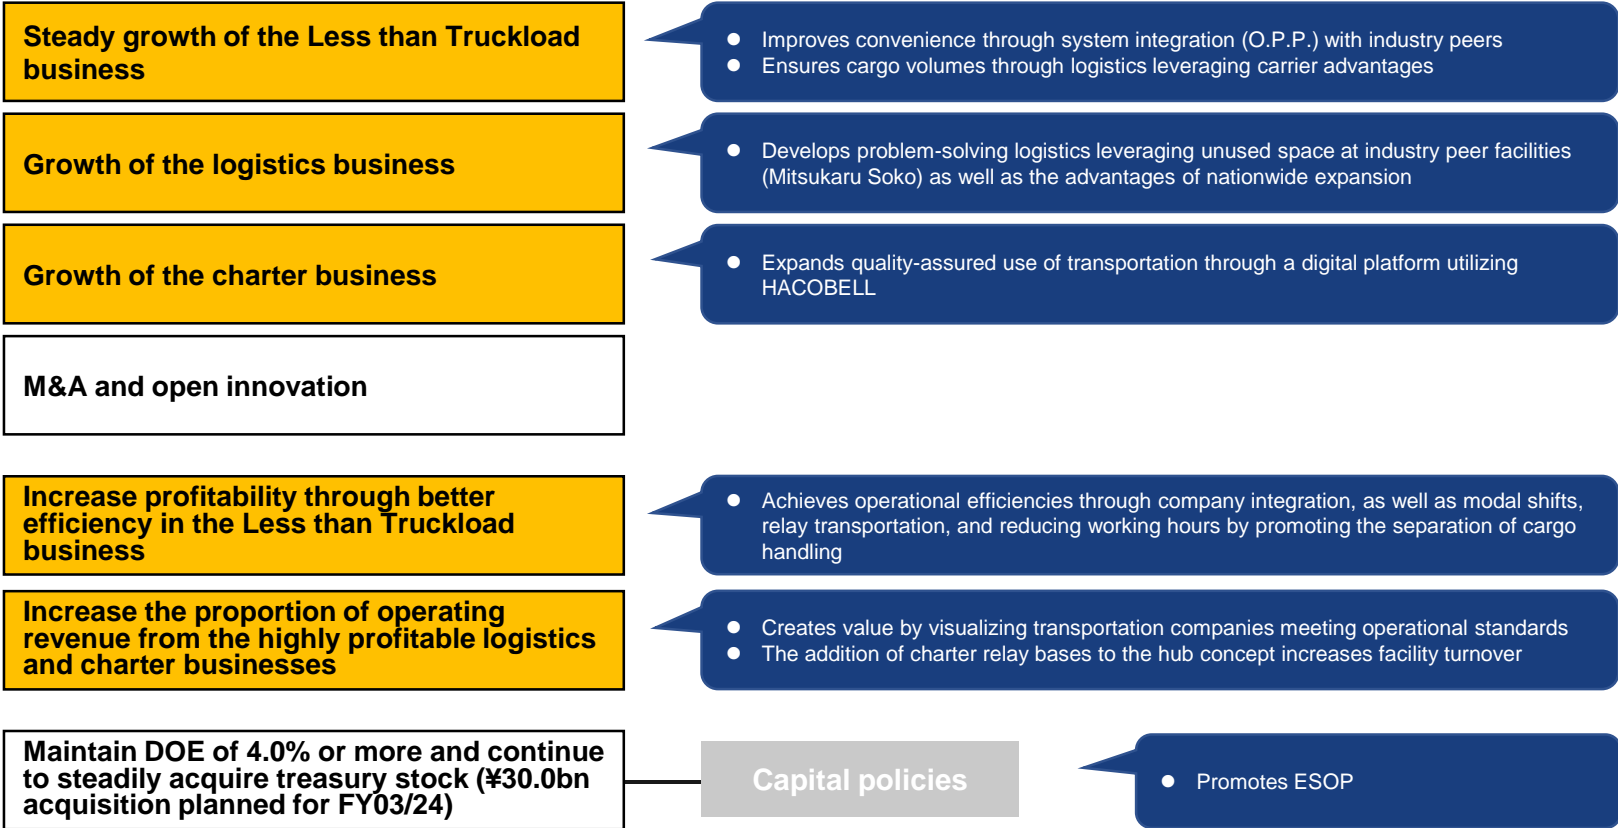 Steady growth of the Less than Truckload
business
● Improves convenience through system integration (O.P.P.) with industry peers
● Ensures cargo volumes through logistics leveraging carrier advantages
Growth of the logistics business
● Develops problem-solving logistics leveraging unused space at industry peer facilities
(Mitsukaru Soko) as well as the advantages of nationwide expansion
Growth of the charter business
● Expands quality-assured use of transportation through a digital platform utilizing
HACOBELL
M&A and open innovation
Increase profitability through better
efficiency in the Less than Truckload
business
● Achieves operational efficiencies through company integration, as well as modal shifts,
relay transportation, and reducing working hours by promoting the separation of cargo
handling
Increase the proportion of operating
revenue from the highly profitable logistics
and charter businesses
● Creates value by visualizing transportation companies meeting operational standards
● The addition of charter relay bases to the hub concept increases facility turnover
Maintain DOE of 4.0% or more and continue
to steadily acquire treasury stock (¥30.0bn
acquisition planned for FY03/24)
Capital policies
● Promotes ESOP